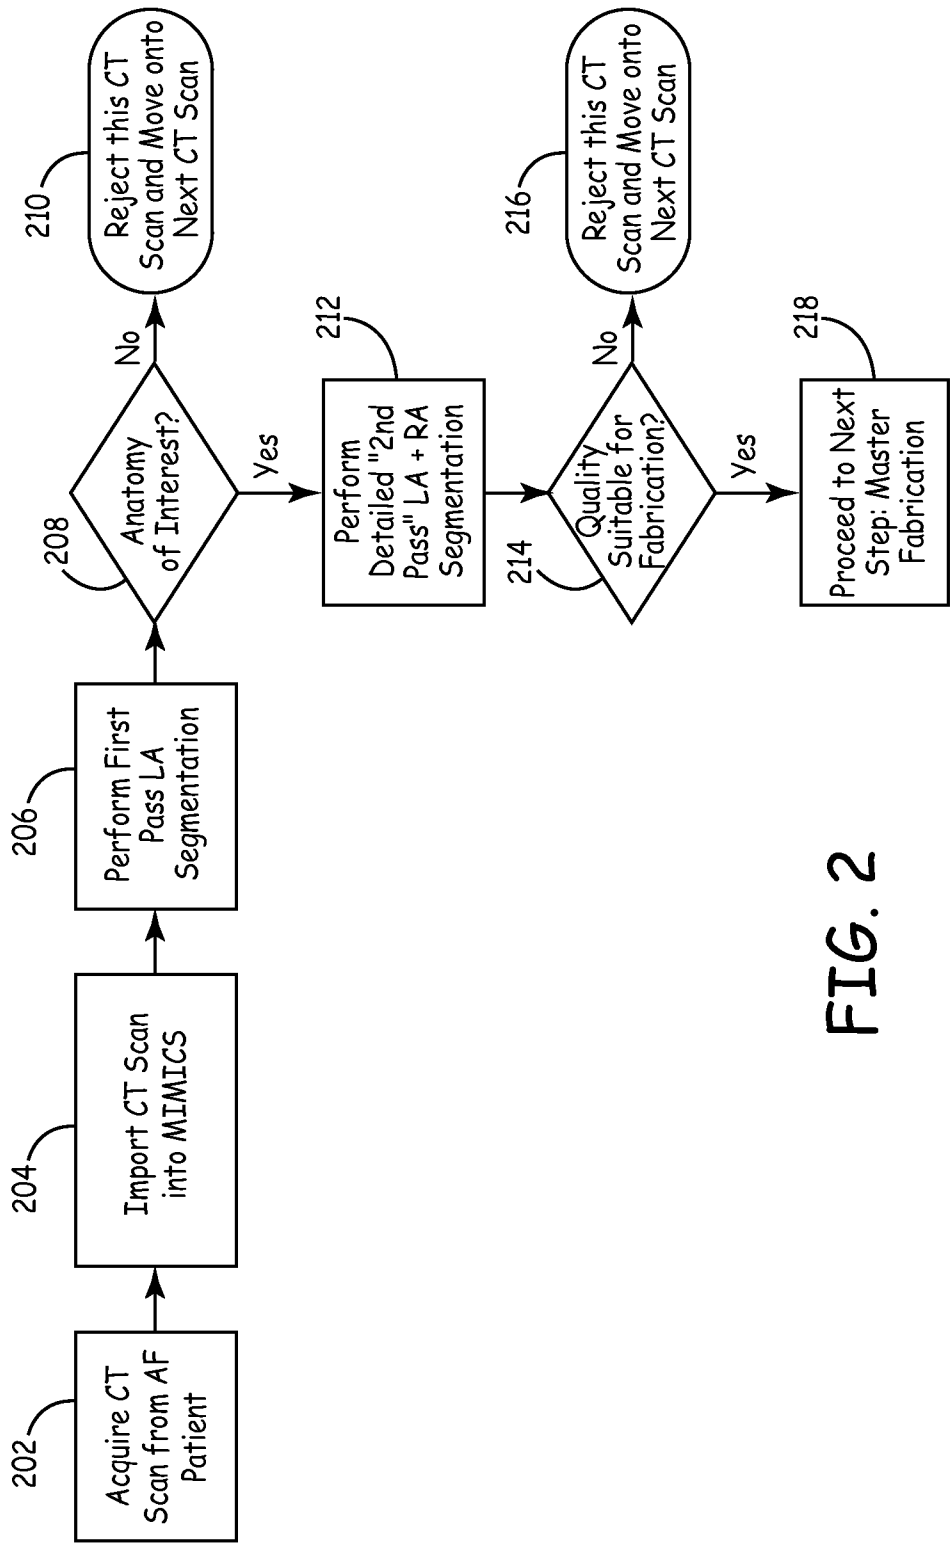 202
Acquire CT
Scan from AF
Patient
204
Import CT Scan
into MIMICS
206
Perform First
Pass LA
Segmentation
208
Anatomy
of Interest?
No
210
Reject this CT
Scan and Move onto
Next CT Scan
Yes
212
Perform
Detailed "2nd
Pass" LA + RA
Segmentation
214
Quality
Suitable for
Fabrication?
No
216
Reject this CT
Scan and Move onto
Next CT Scan
Yes
218
Proceed to Next
Step: Master
Fabrication
FIG. 2